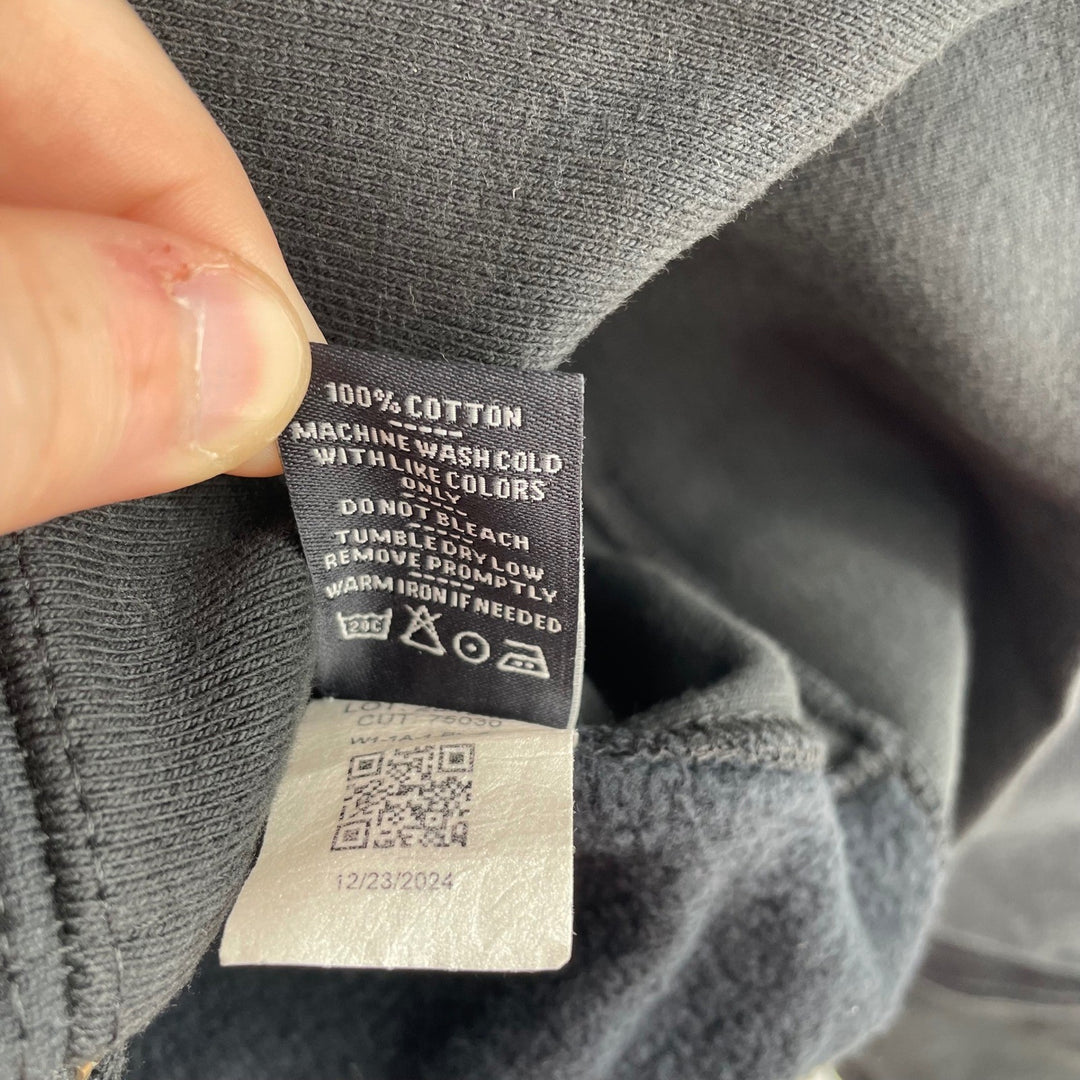 100% COTTON
MACHINE WASH COLD
WITH LIKE COLORS
ONLY
DO NOT BLEACH
TUMBLE DRY LOW
REMOVE PROMPTLY
WARM IRON IF NEEDED
CUT: 75030
12/23/2024